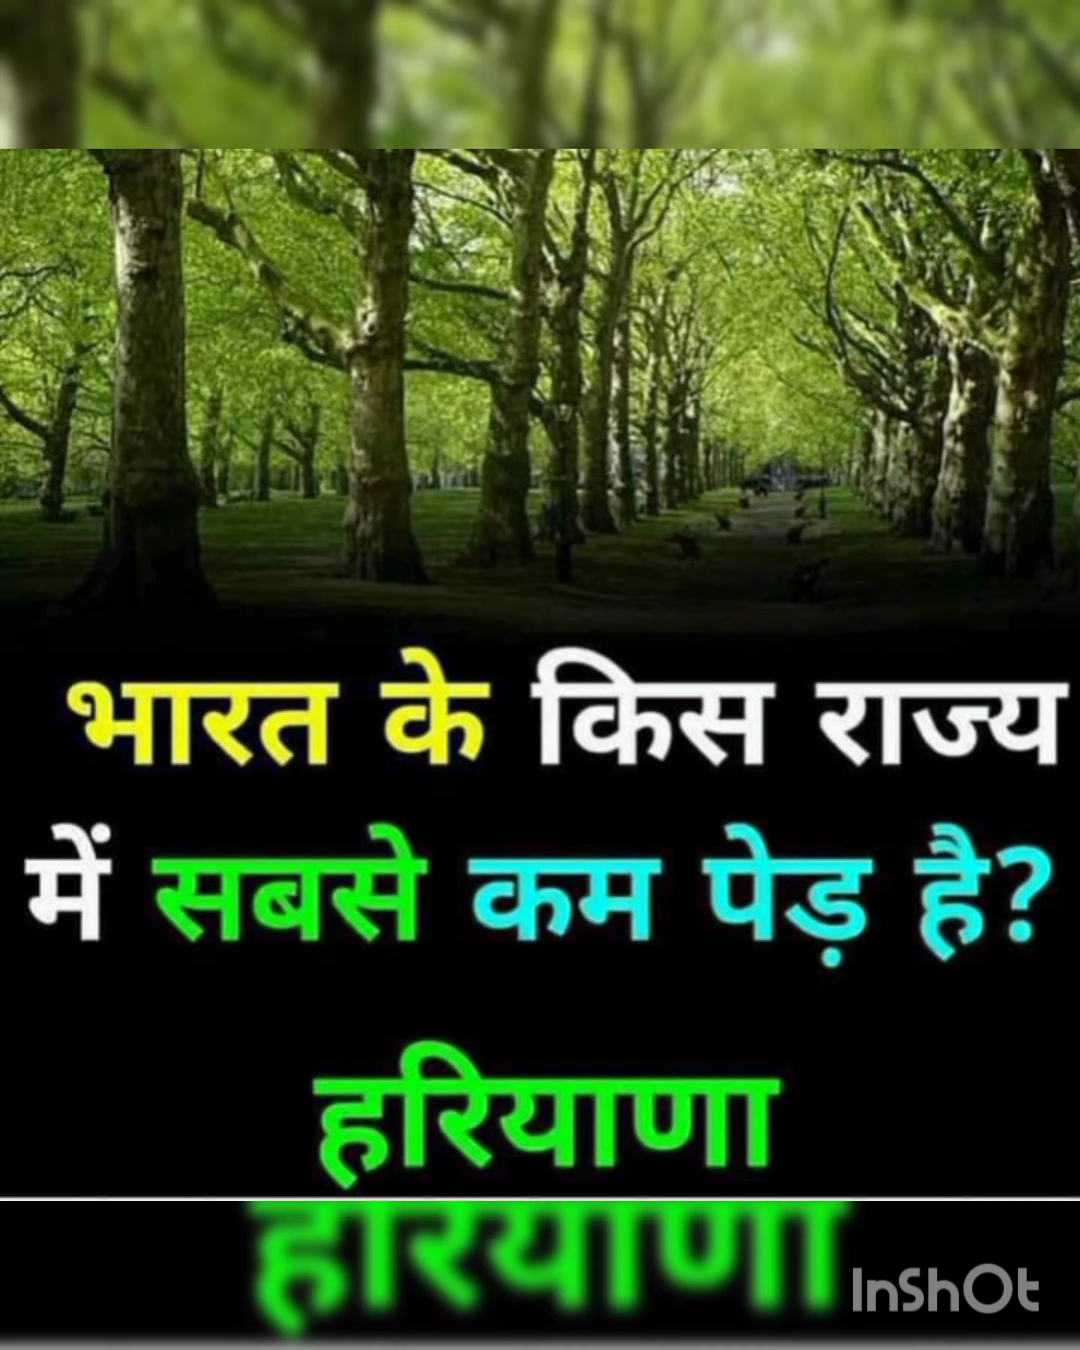 भारत के किस राज्य
में सबसे कम पेड़ है?
हरियाणा
हरियाणा
InShOt